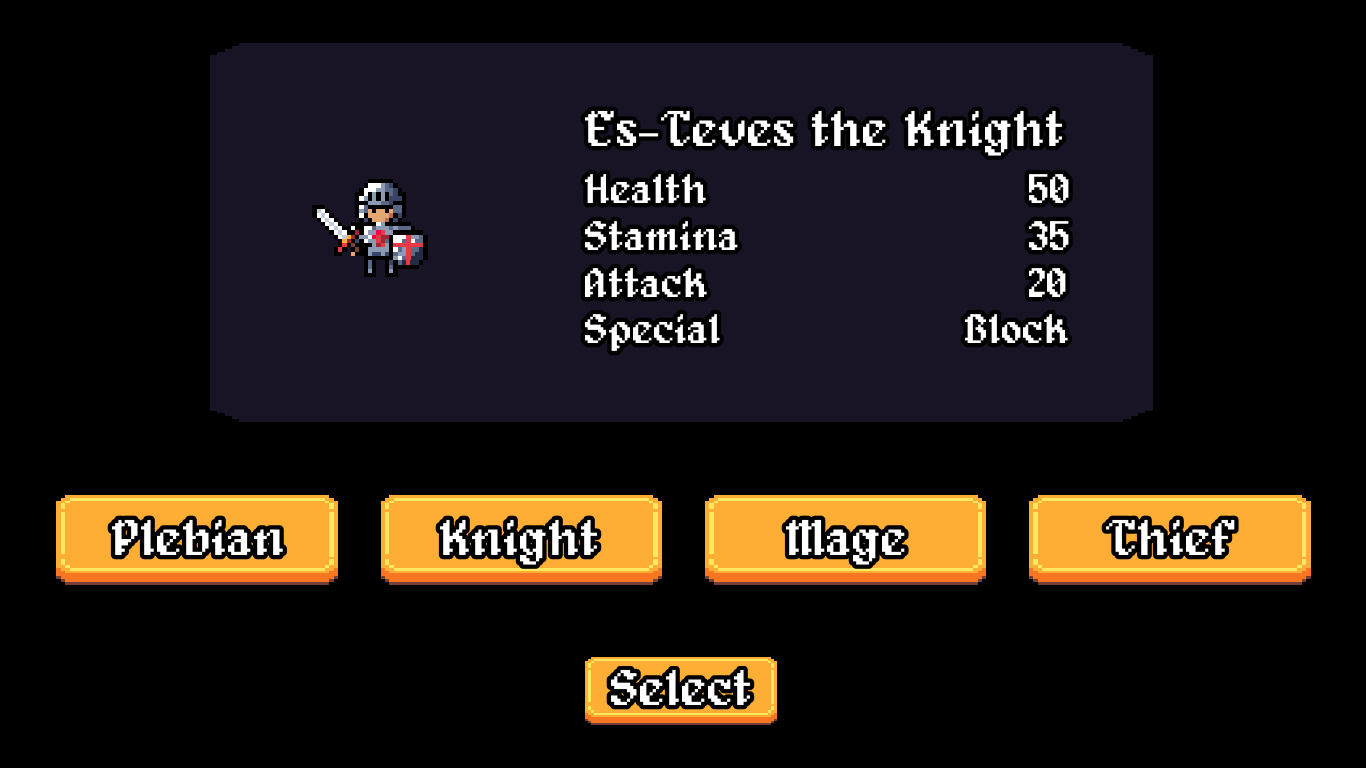 Es-Teves the Knight
Health 50
Stamina 35
Attack 20
Special Block
Plebian Knight Mage Thief
Select